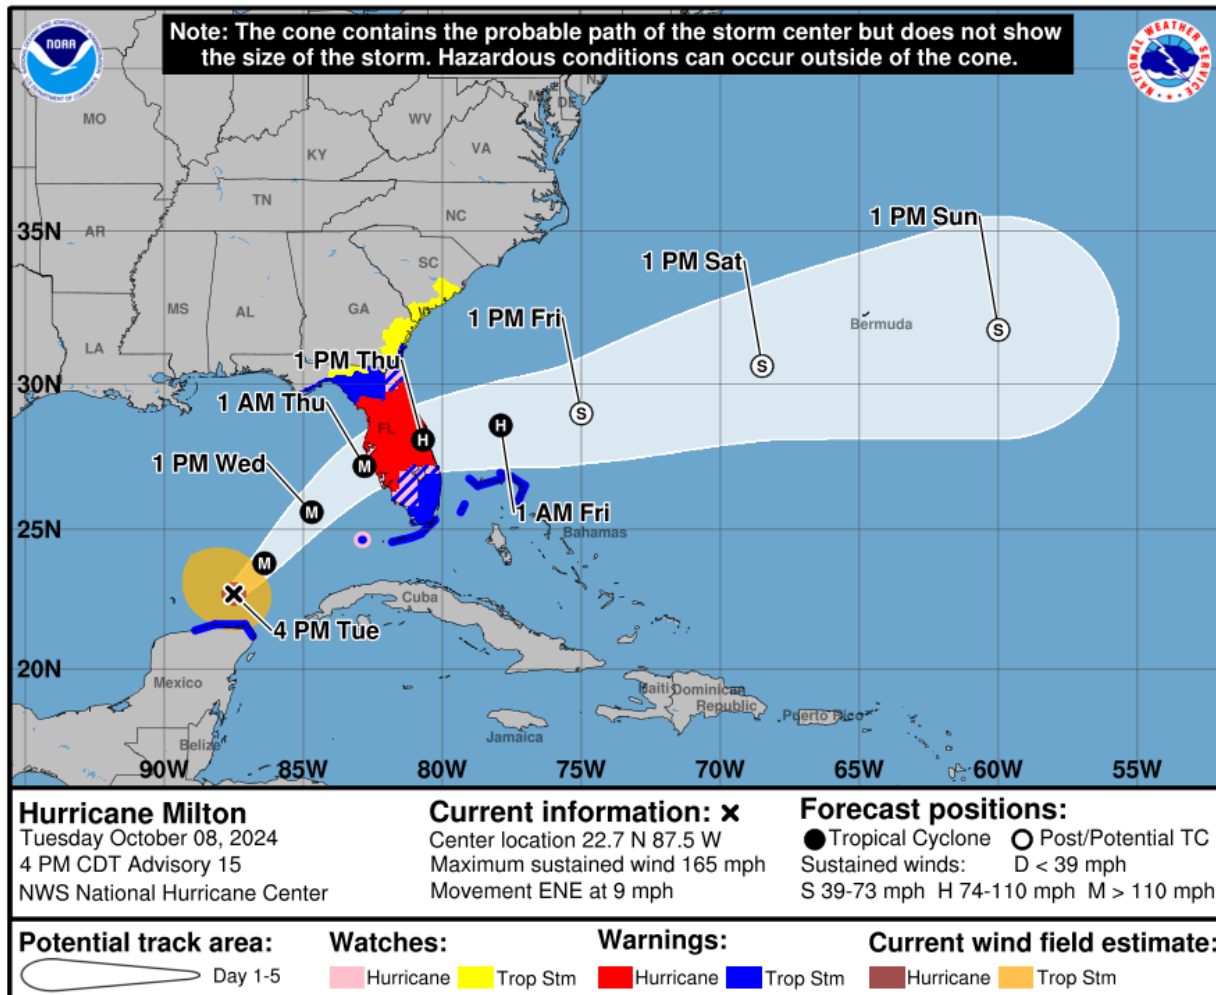 Note: The cone contains the probable path of the storm center but does not show
the size of the storm. Hazardous conditions can occur outside of the cone.
NOAA
NATIONAL WEATHER SERVICE
MO
WV
VA
KY
TN
NC
AR
SC
MS
AL
GA
LA
FL
DE
35N
30N
25N
20N
1 PM Sun
1 PM Sat
1 PM Fri
1 PM Thu
1 AM Thu
1 PM Wed
1 AM Fri
4 PM Tue
S
S
S
H
H
M
M
M
Bermuda
Bahamas
Cuba
Mexico
Belize
Haiti
Dominican
Republic
Puerto Rico
Jamaica
90W 85W 80W 75W 70W 65W 60W 55W
Hurricane Milton
Tuesday October 08, 2024
4 PM CDT Advisory 15
NWS National Hurricane Center
Current information: ×
Center location 22.7 N 87.5 W
Maximum sustained wind 165 mph
Movement ENE at 9 mph
Forecast positions:
Tropical Cyclone Post/Potential TC
Sustained winds: D < 39 mph
S 39-73 mph H 74-110 mph M > 110 mph
Potential track area:
Day 1-5
Watches:
Hurricane Trop Stm
Warnings:
Hurricane Trop Stm
Current wind field estimate:
Hurricane Trop Stm